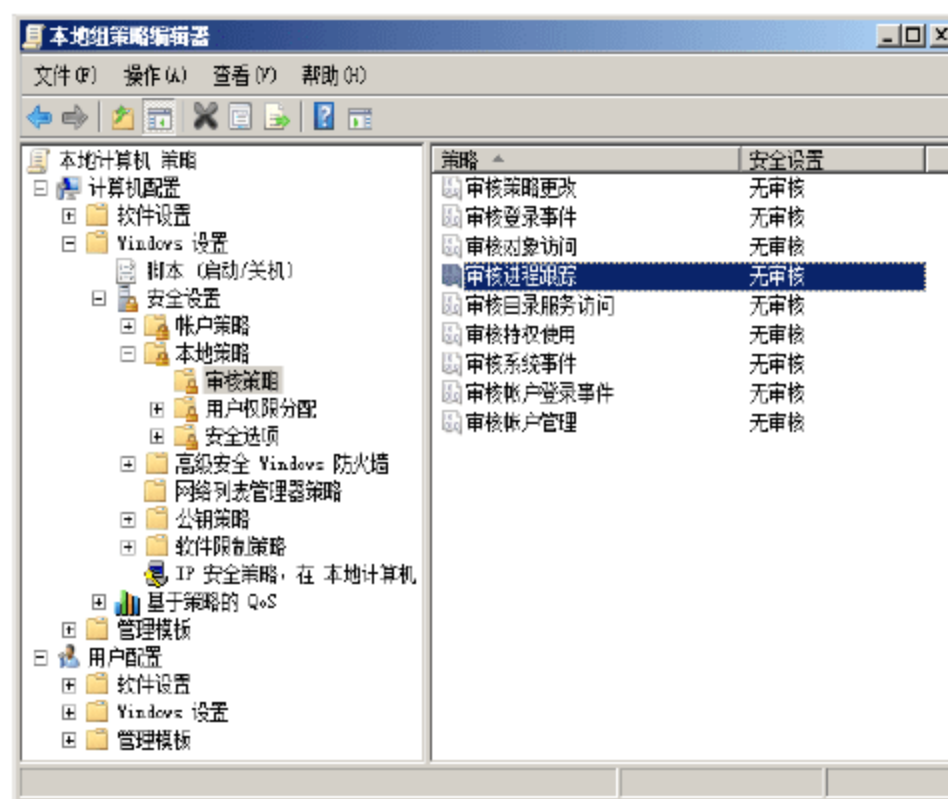 本地组策略编辑器
文件(F) 操作(A) 查看(V) 帮助(H)
本地计算机 策略
计算机配置
软件设置
Windows 设置
脚本 (启动/关机)
安全设置
帐户策略
本地策略
审核策略
用户权限分配
安全选项
高级安全 Windows 防火墙
网络列表管理器策略
公钥策略
软件限制策略
IP 安全策略，在 本地计算机
基于策略的 QoS
管理模板
用户配置
软件设置
Windows 设置
管理模板
策略 安全设置
审核策略更改 无审核
审核登录事件 无审核
审核对象访问 无审核
审核进程跟踪 无审核
审核目录服务访问 无审核
审核特权使用 无审核
审核系统事件 无审核
审核帐户登录事件 无审核
审核帐户管理 无审核